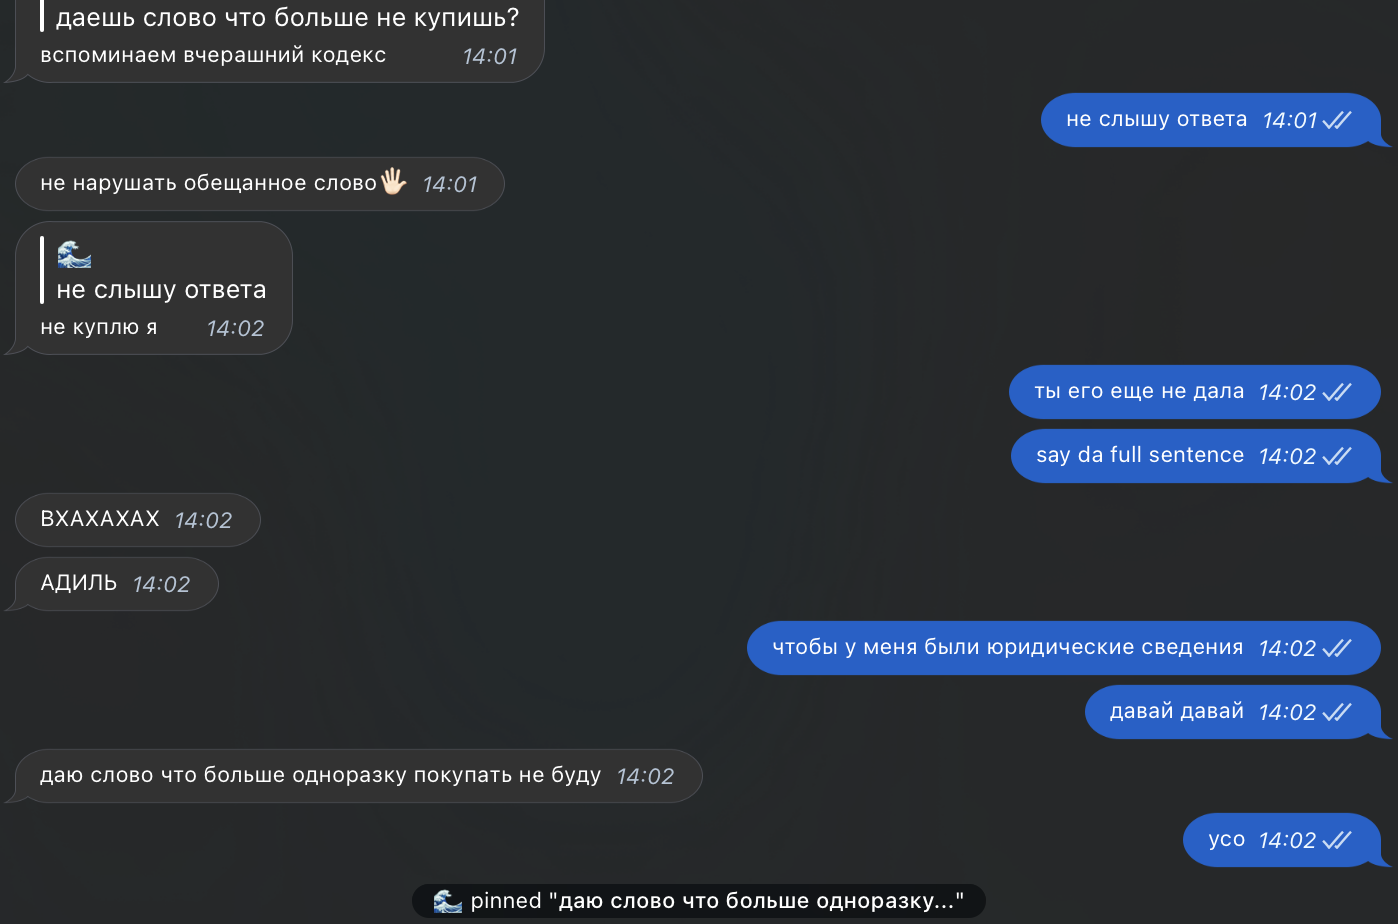 даешь слово что больше не купишь?
вспоминаем вчерашний кодекс 14:01
не слышу ответа 14:01
не нарушать обещанное слово🖐🏻 14:01
🌊
не слышу ответа
не куплю я 14:02
ты его еще не дала 14:02
say da full sentence 14:02
ВХАХАХАХ 14:02
АДИЛЬ 14:02
чтобы у меня были юридические сведения 14:02
давай давай 14:02
даю слово что больше одноразку покупать не буду 14:02
усо 14:02
🌊 pinned "даю слово что больше одноразку..."